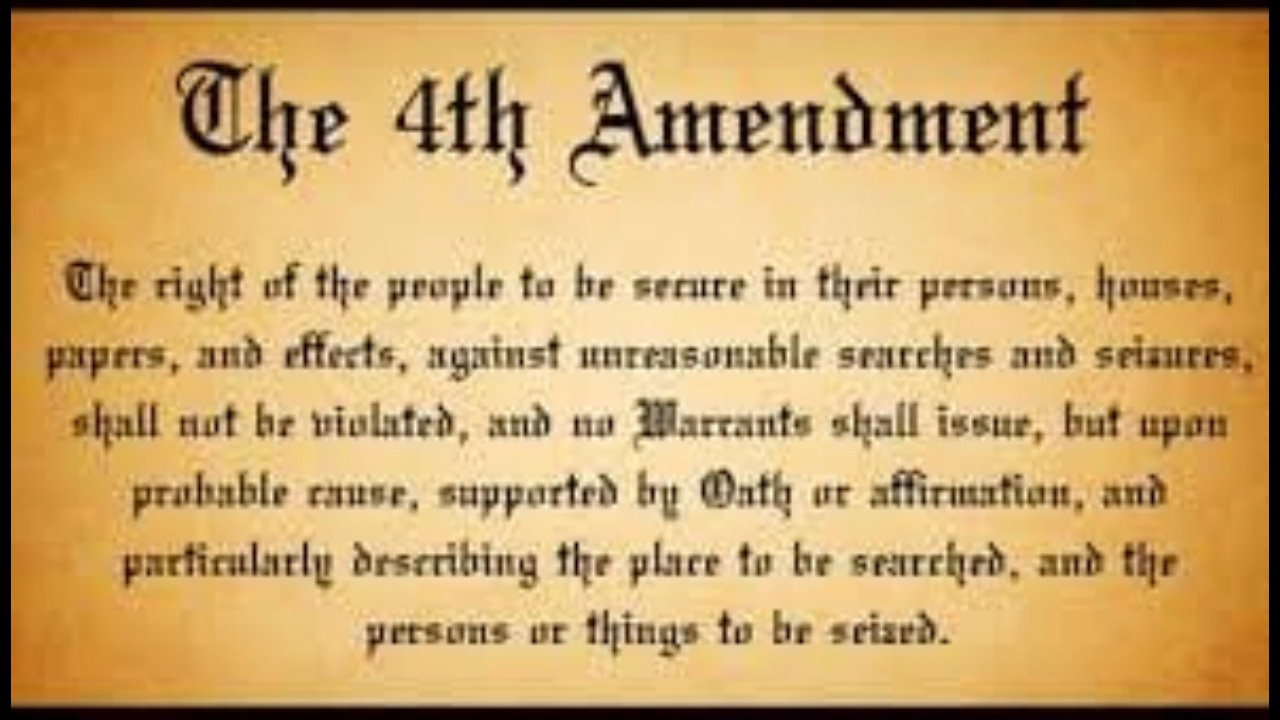 The 4th Amendment
The right of the people to be secure in their persons, houses,
papers, and effects, against unreasonable searches and seizures,
shall not be violated, and no Warrants shall issue, but upon
probable cause, supported by Oath or affirmation, and
particularly describing the place to be searched, and the
persons or things to be seized.